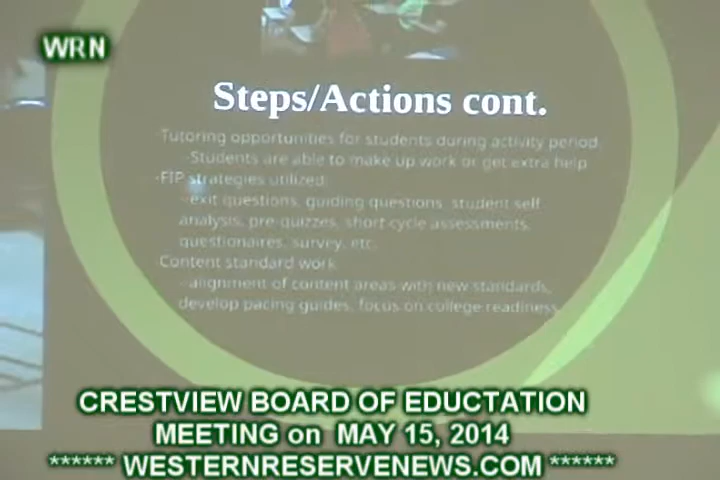 WRN
Steps/Actions cont.
-Tutoring opportunities for students during activity period
-Students are able to make up work or get extra help
-FIP strategies utilized:
-exit questions, guiding questions, student self
analysis, pre-quizzes, short cycle assessments,
questionaires, survey, etc.
-Content standard work
-alignment of content areas with new standards,
develop pacing guides, focus on college readiness
CRESTVIEW BOARD OF EDUCTATION
MEETING on MAY 15, 2014
****** WESTERNRESERVENEWS.COM ******